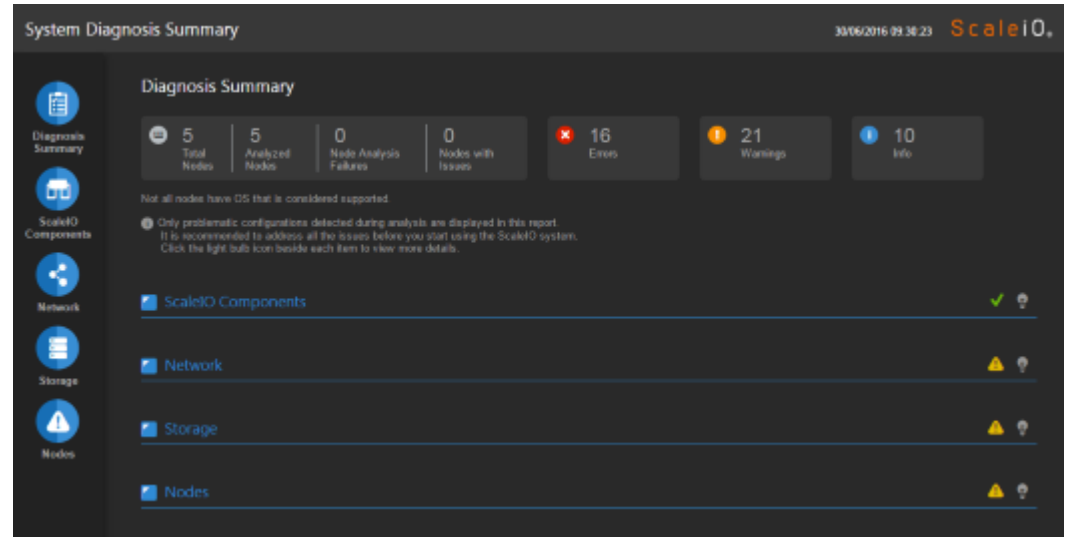 System Diagnosis Summary
30/06/2016 09:30:23
ScaleiO.
Diagnosis Summary
Diagnosis
Summary
ScaleIO
Components
Network
Storage
Nodes
5
Total
Nodes
5
Analyzed
Nodes
0
Node Analysis
Failures
0
Nodes with
Issues
16
Errors
21
Warnings
10
Info
Not all nodes have OS that is considered supported
Only problematic configurations detected during analysis are displayed in this report.
It is recommended to address all the issues before you start using the ScaleIO system.
Click the light bulb icon beside each item to view more details.
ScaleIO Components
Network
Storage
Nodes